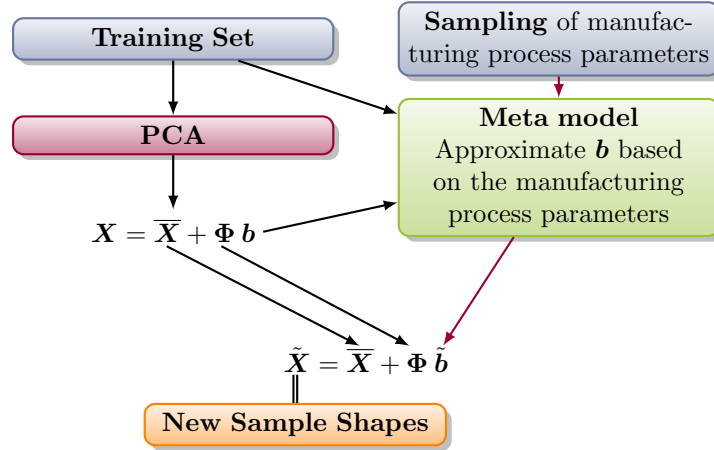 Training Set
Sampling of manufac-
turing process parameters
PCA
Meta model
Approximate b based
on the manufacturing
process parameters
X = X̅ + Φ b
X̃ = X̅ + Φ b̃
New Sample Shapes